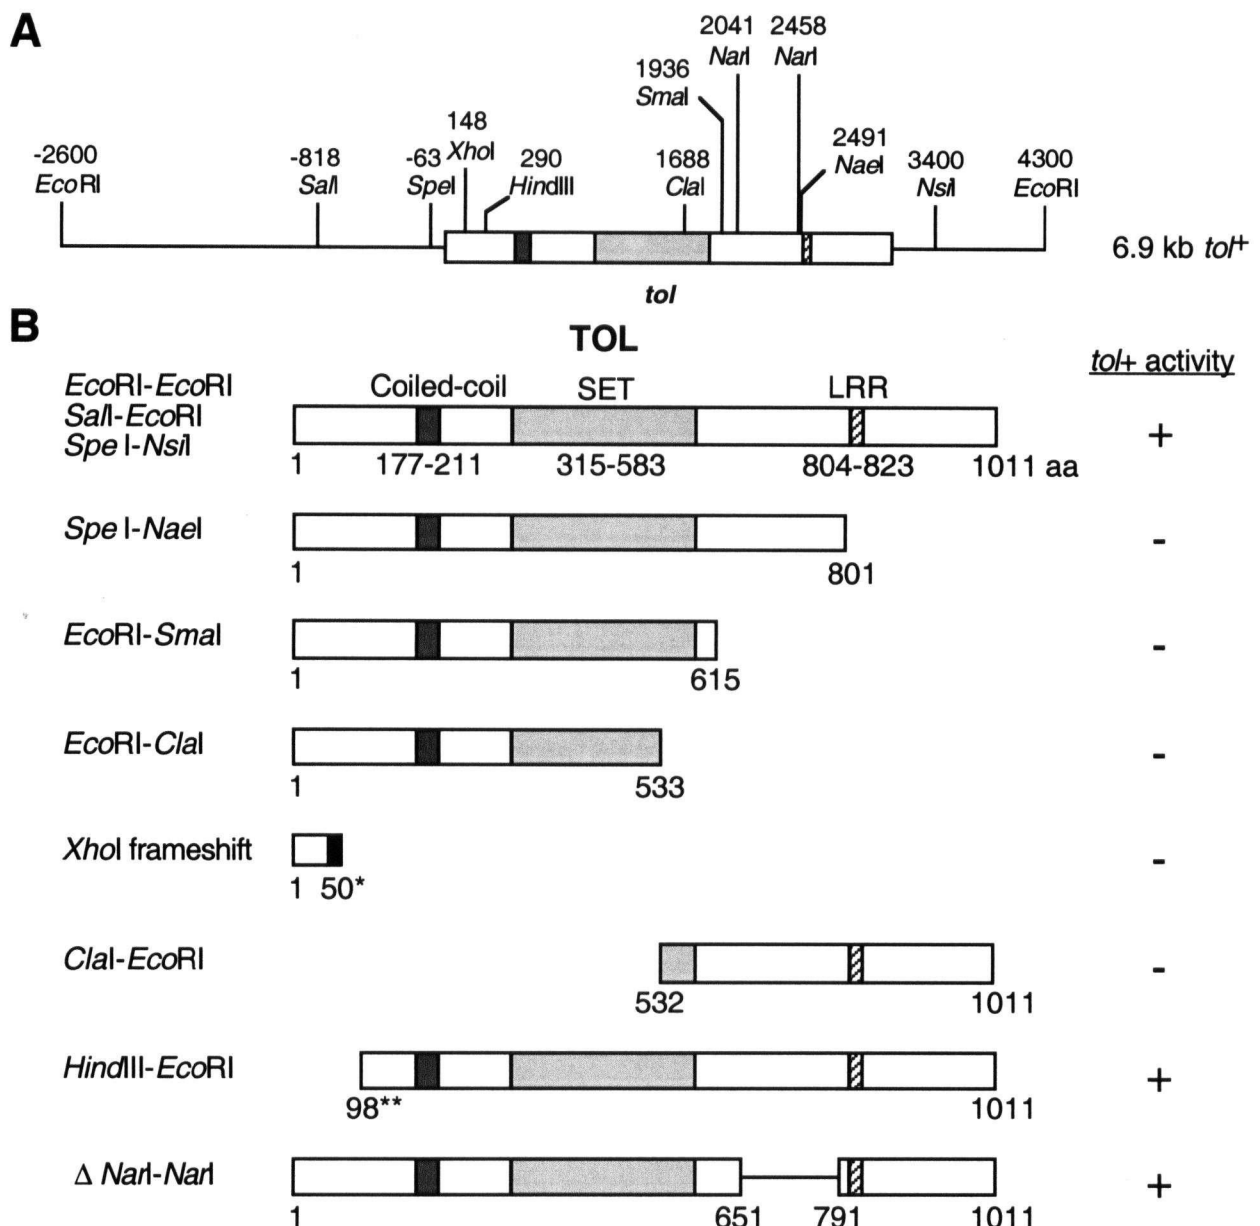 A
2041 2458
NarI NarI
1936
SmaI
148
XhoI
-2600
EcoRI
-818
SalI
-63
SpeI
290
HindIII
1688
ClaI
2491
NaeI
3400
NsiI
4300
EcoRI
6.9 kb tol+
tol
B
TOL
tol+ activity
EcoRI-EcoRI
SalI-EcoRI
Spe I-NsiI
Coiled-coil SET LRR
+
1 177-211 315-583 804-823 1011 aa
Spe I-NaeI
-
1 801
EcoRI-SmaI
-
1 615
EcoRI-ClaI
-
1 533
XhoI frameshift
-
1 50*
ClaI-EcoRI
-
532 1011
HindIII-EcoRI
+
98** 1011
Δ NarI-NarI
+
1 651 791 1011